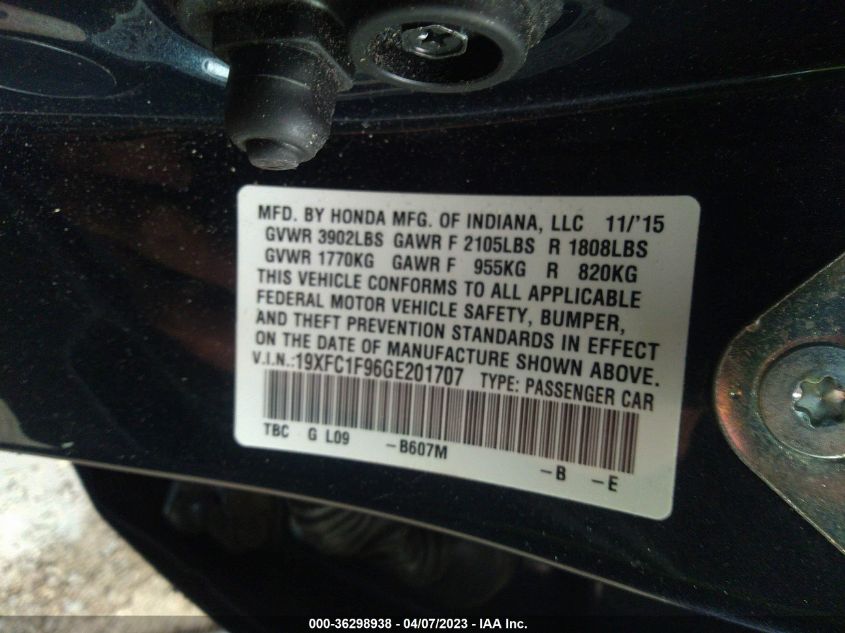 MFD. BY HONDA MFG. OF INDIANA, LLC 11/'15
GVWR 3902LBS GAWR F 2105LBS R 1808LBS
GVWR 1770KG GAWR F 955KG R 820KG
THIS VEHICLE CONFORMS TO ALL APPLICABLE
FEDERAL MOTOR VEHICLE SAFETY, BUMPER,
AND THEFT PREVENTION STANDARDS IN EFFECT
ON THE DATE OF MANUFACTURE SHOWN ABOVE.
V.I.N.:19XFC1F96GE201707 TYPE: PASSENGER CAR
TBC G L09 -B607M -B -E
000-36298938 - 04/07/2023 - IAA Inc.